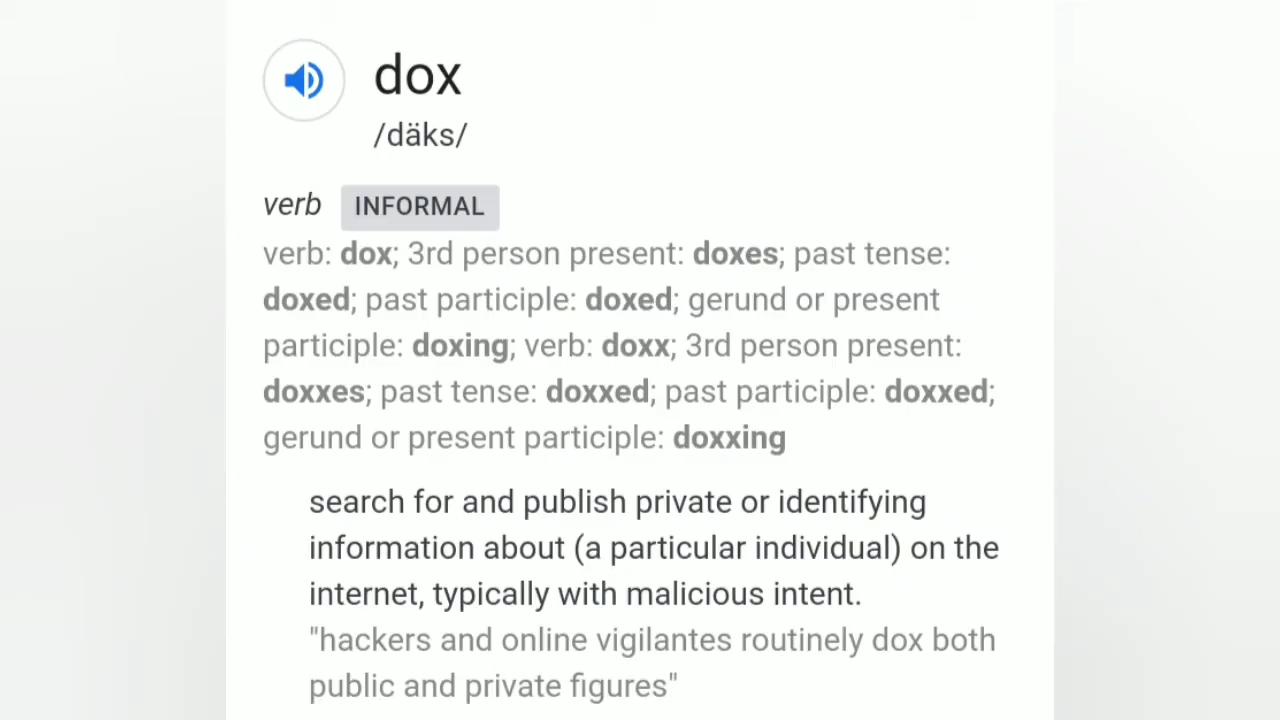 dox
/däks/
verb INFORMAL
verb: dox; 3rd person present: doxes; past tense:
doxed; past participle: doxed; gerund or present
participle: doxing; verb: doxx; 3rd person present:
doxxes; past tense: doxxed; past participle: doxxed;
gerund or present participle: doxxing
search for and publish private or identifying
information about (a particular individual) on the
internet, typically with malicious intent.
"hackers and online vigilantes routinely dox both
public and private figures"